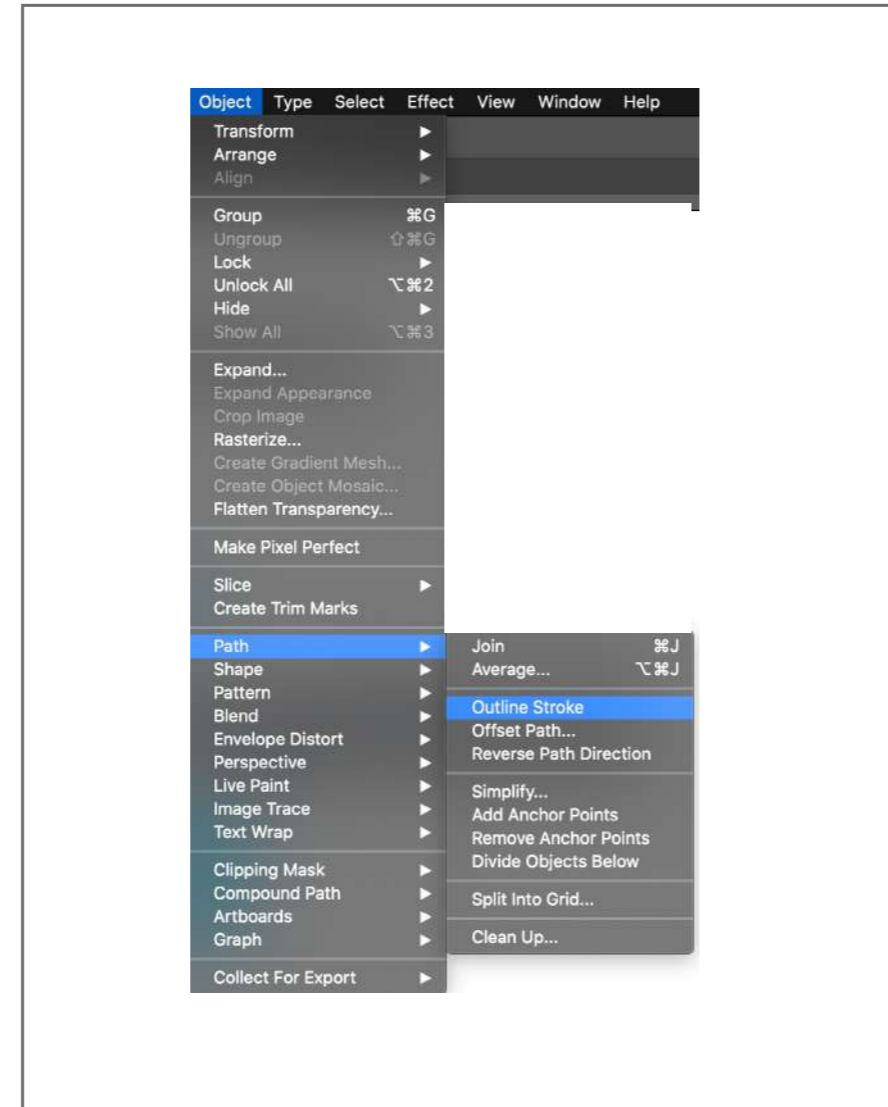 Object Type Select Effect View Window Help
Transform ▶
Arrange ▶
Align ▶
Group ⌘G
Ungroup ⇧⌘G
Lock ▶
Unlock All ⌥⌘2
Hide ▶
Show All ⌥⌘3
Expand...
Expand Appearance
Crop Image
Rasterize...
Create Gradient Mesh...
Create Object Mosaic...
Flatten Transparency...
Make Pixel Perfect
Slice ▶
Create Trim Marks
Path ▶
Shape ▶
Pattern ▶
Blend ▶
Envelope Distort ▶
Perspective ▶
Live Paint ▶
Image Trace ▶
Text Wrap ▶
Clipping Mask ▶
Compound Path ▶
Artboards ▶
Graph ▶
Collect For Export ▶
Join ⌘J
Average... ⌥⌘J
Outline Stroke
Offset Path...
Reverse Path Direction
Simplify...
Add Anchor Points
Remove Anchor Points
Divide Objects Below
Split Into Grid...
Clean Up...